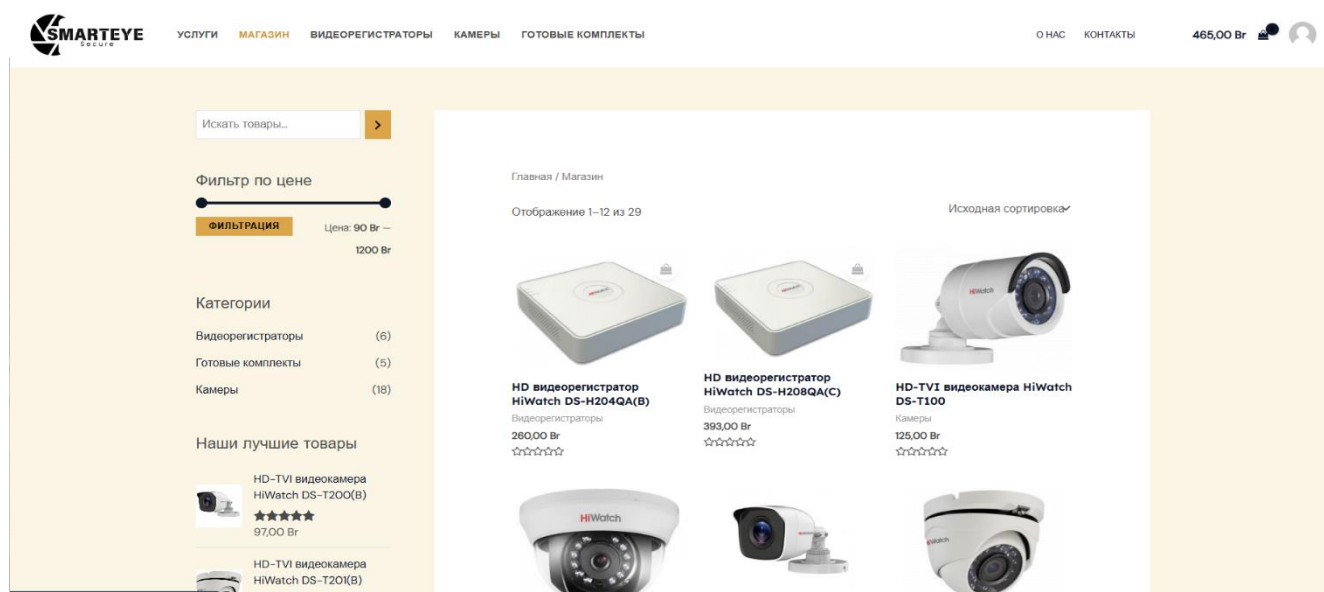 SMARTEYE
Secure
УСЛУГИ МАГАЗИН ВИДЕОРЕГИСТРАТОРЫ КАМЕРЫ ГОТОВЫЕ КОМПЛЕКТЫ О НАС КОНТАКТЫ 465,00 Br
Искать товары...
Фильтр по цене
ФИЛЬТРАЦИЯ
Цена: 90 Br —
1200 Br
Категории
Видеорегистраторы (6)
Готовые комплекты (5)
Камеры (18)
Наши лучшие товары
HD-TVI видеокамера
HiWatch DS-T200(B)
97,00 Br
HD-TVI видеокамера
HiWatch DS-T201(B)
Главная / Магазин
Отображение 1–12 из 29
Исходная сортировка
HD видеорегистратор
HiWatch DS-H204QA(B)
Видеорегистраторы
260,00 Br
HD видеорегистратор
HiWatch DS-H208QA(C)
Видеорегистраторы
393,00 Br
HiWatch
HD-TVI видеокамера HiWatch
DS-T100
Камеры
125,00 Br
HiWatch